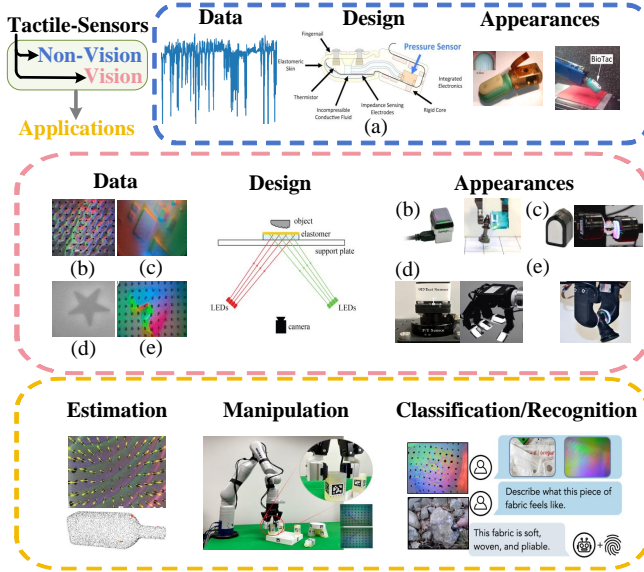 Tactile-Sensors
Non-Vision
Vision
Applications
Data
Design
Appearances
Fingernail
Elastomeric
Skin
Thermistor
Incompressible
Conductive Fluid
Impedance Sensing
Electrodes
Rigid Core
Integrated
Electronics
Pressure Sensor
BioTac
(a)
Data
Design
Appearances
(b)
(c)
(d)
(e)
object
elastomer
support plate
LEDs
LEDs
camera
(b)
(c)
(d)
(e)
F/T Sensor
Estimation
Manipulation
Classification/Recognition
Describe what this piece of
fabric feels like.
This fabric is soft,
woven, and pliable.
+